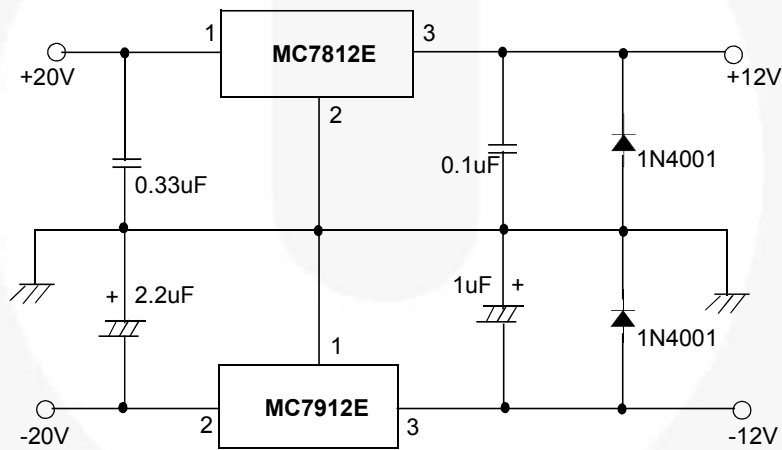 1
MC7812E
3
+20V
+12V
2
0.33uF
0.1uF
1N4001
+
2.2uF
1uF
+
1N4001
1
MC7912E
2
3
-20V
-12V